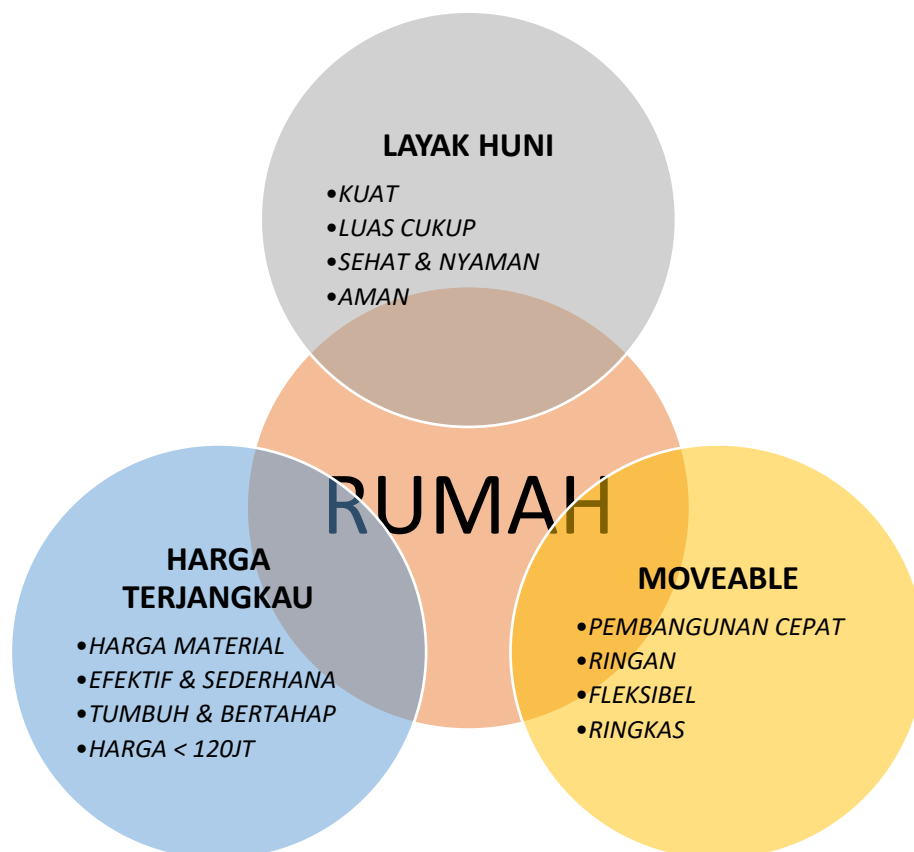 LAYAK HUNI
•KUAT
•LUAS CUKUP
•SEHAT & NYAMAN
•AMAN
RUMAH
HARGA
TERJANGKAU
•HARGA MATERIAL
•EFEKTIF & SEDERHANA
•TUMBUH & BERTAHAP
•HARGA < 120JT
MOVEABLE
•PEMBANGUNAN CEPAT
•RINGAN
•FLEKSIBEL
•RINGKAS